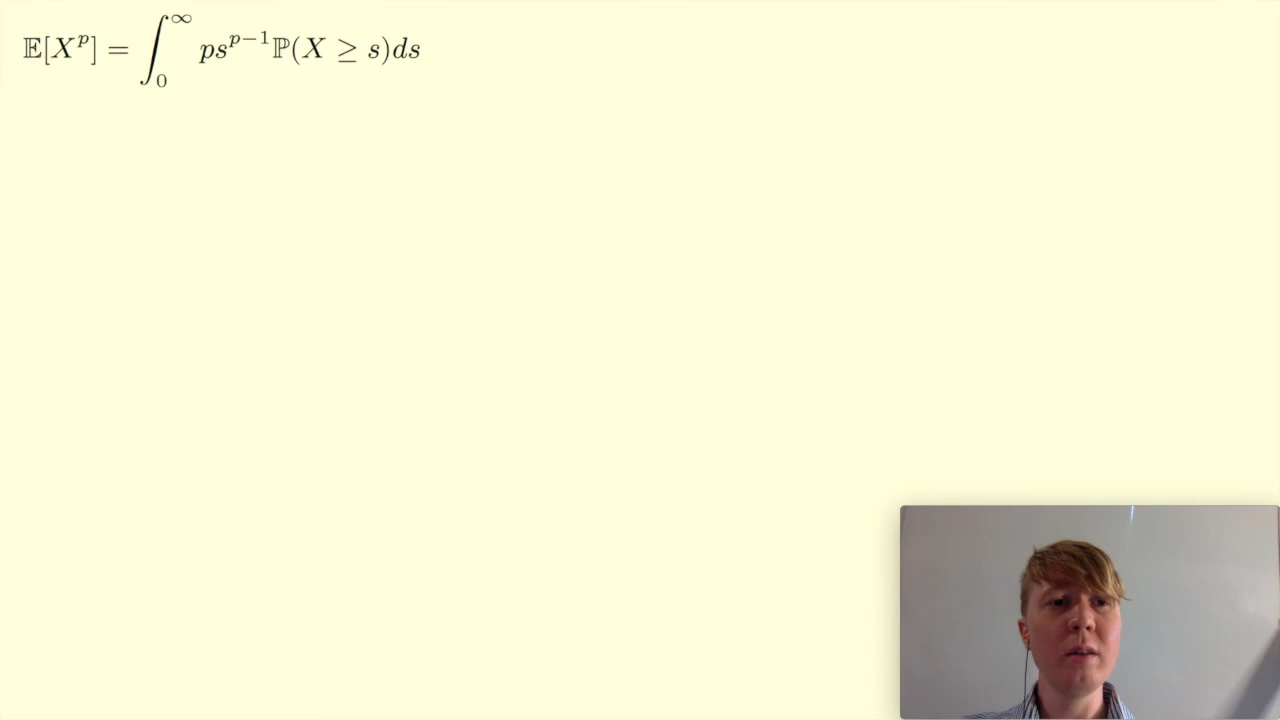 𝔼[X^p] = ∫_0^∞ ps^{p−1}ℙ(X ≥ s)ds